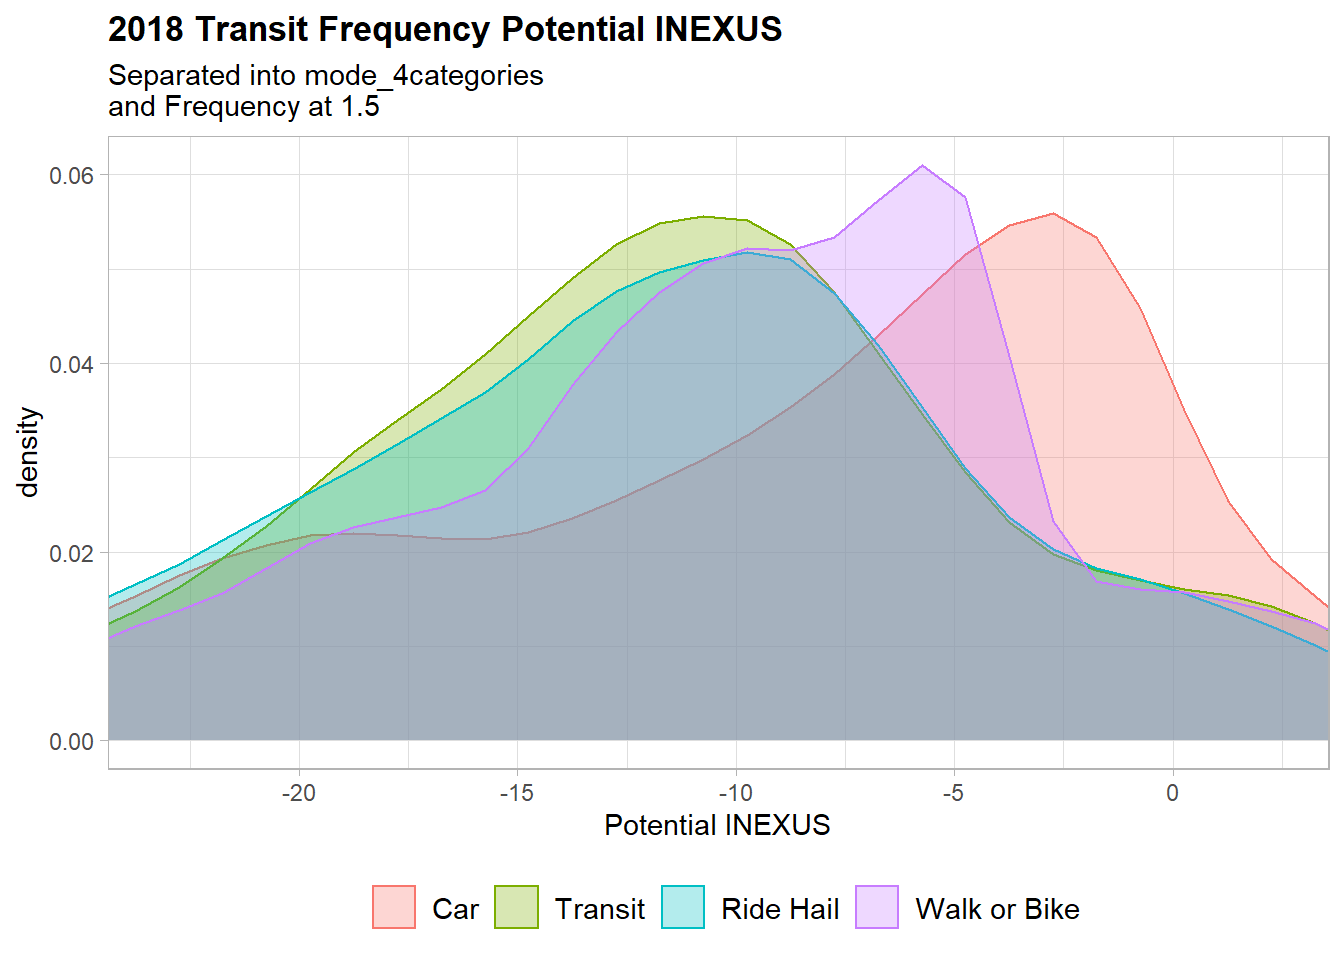 2018 Transit Frequency Potential INEXUS
Separated into mode_4categories
and Frequency at 1.5
0.06
0.04
0.02
0.00
density
-20 -15 -10 -5 0
Potential INEXUS
Car Transit Ride Hail Walk or Bike